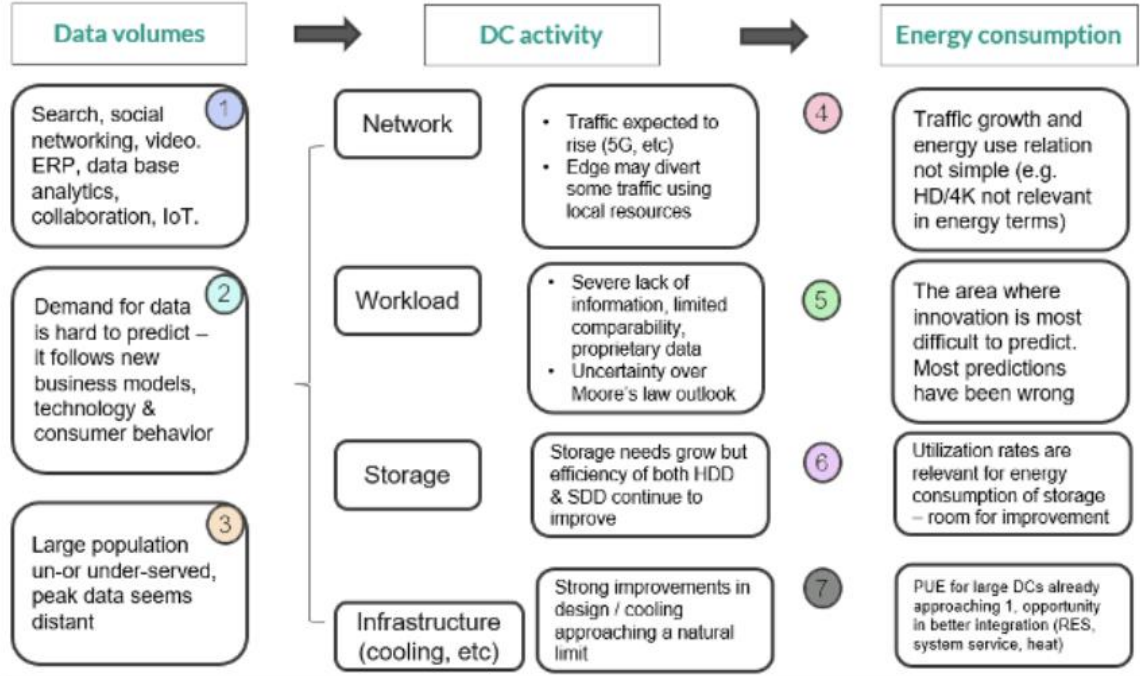 Data volumes
DC activity
Energy consumption
1
Search, social
networking, video.
ERP, data base
analytics,
collaboration, IoT.
2
Demand for data
is hard to predict –
it follows new
business models,
technology &
consumer behavior
3
Large population
un-or under-served,
peak data seems
distant
Network
• Traffic expected to
rise (5G, etc)
• Edge may divert
some traffic using
local resources
4
Traffic growth and
energy use relation
not simple (e.g.
HD/4K not relevant
in energy terms)
Workload
• Severe lack of
information, limited
comparability,
proprietary data
• Uncertainty over
Moore's law outlook
5
The area where
innovation is most
difficult to predict.
Most predictions
have been wrong
Storage
Storage needs grow but
efficiency of both HDD
& SDD continue to
improve
6
Utilization rates are
relevant for energy
consumption of storage
– room for improvement
Infrastructure
(cooling, etc)
Strong improvements in
design / cooling
approaching a natural
limit
7
PUE for large DCs already
approaching 1, opportunity
in better integration (RES,
system service, heat)